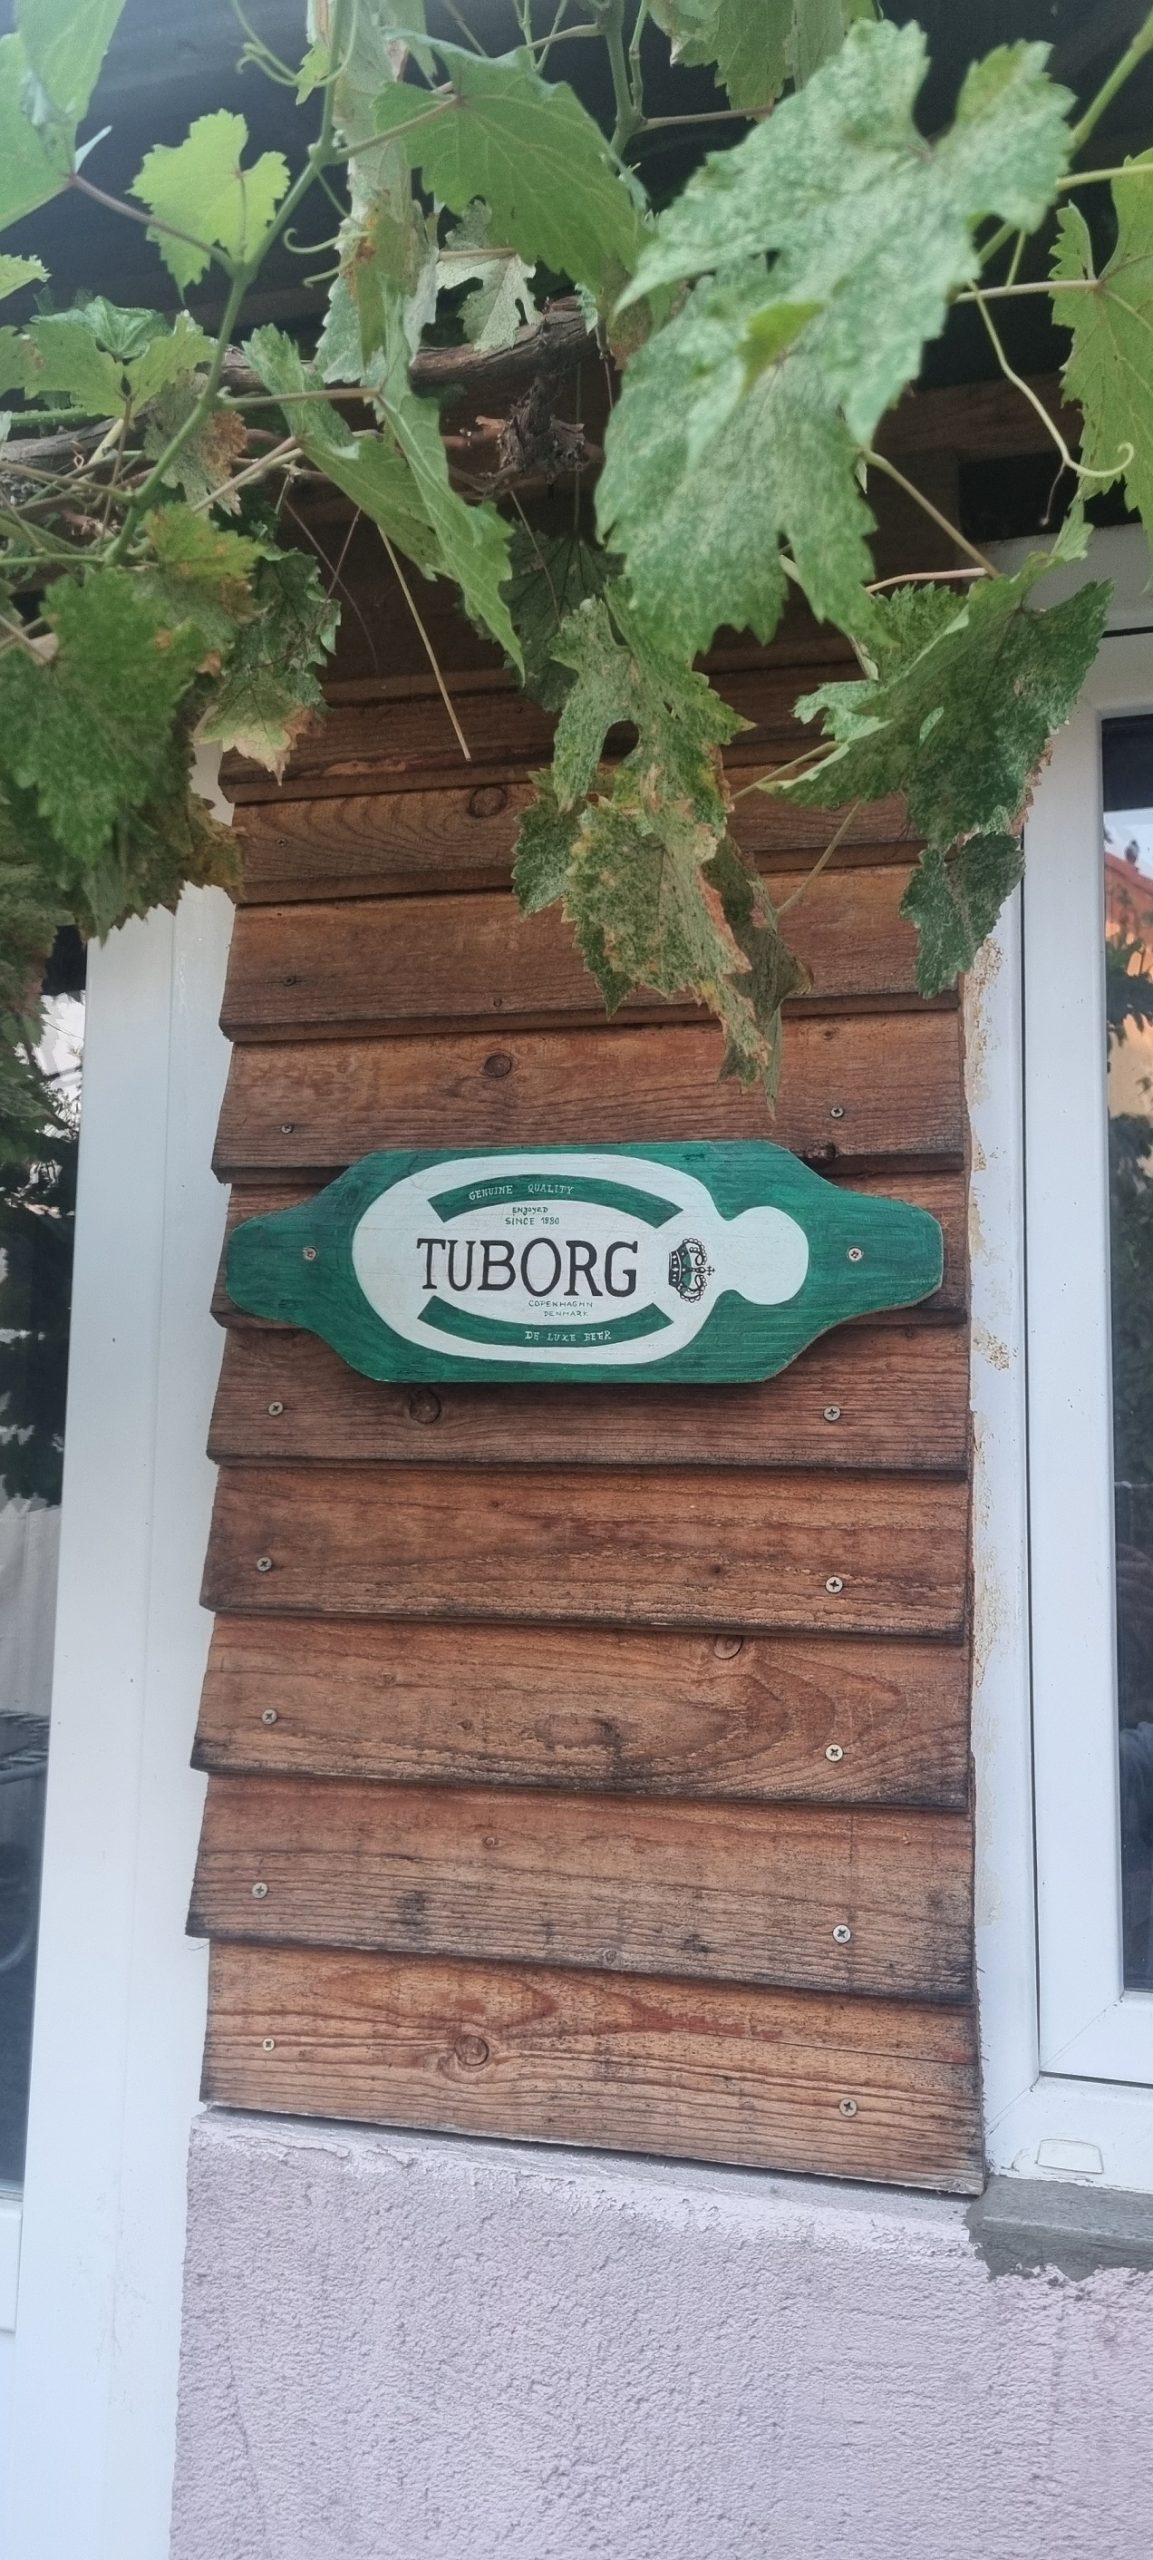 GENUINE QUALITY
ENJOYED
SINCE 1880
TUBORG
COPENHAGHN
DENMARK
DE LUXE BEER